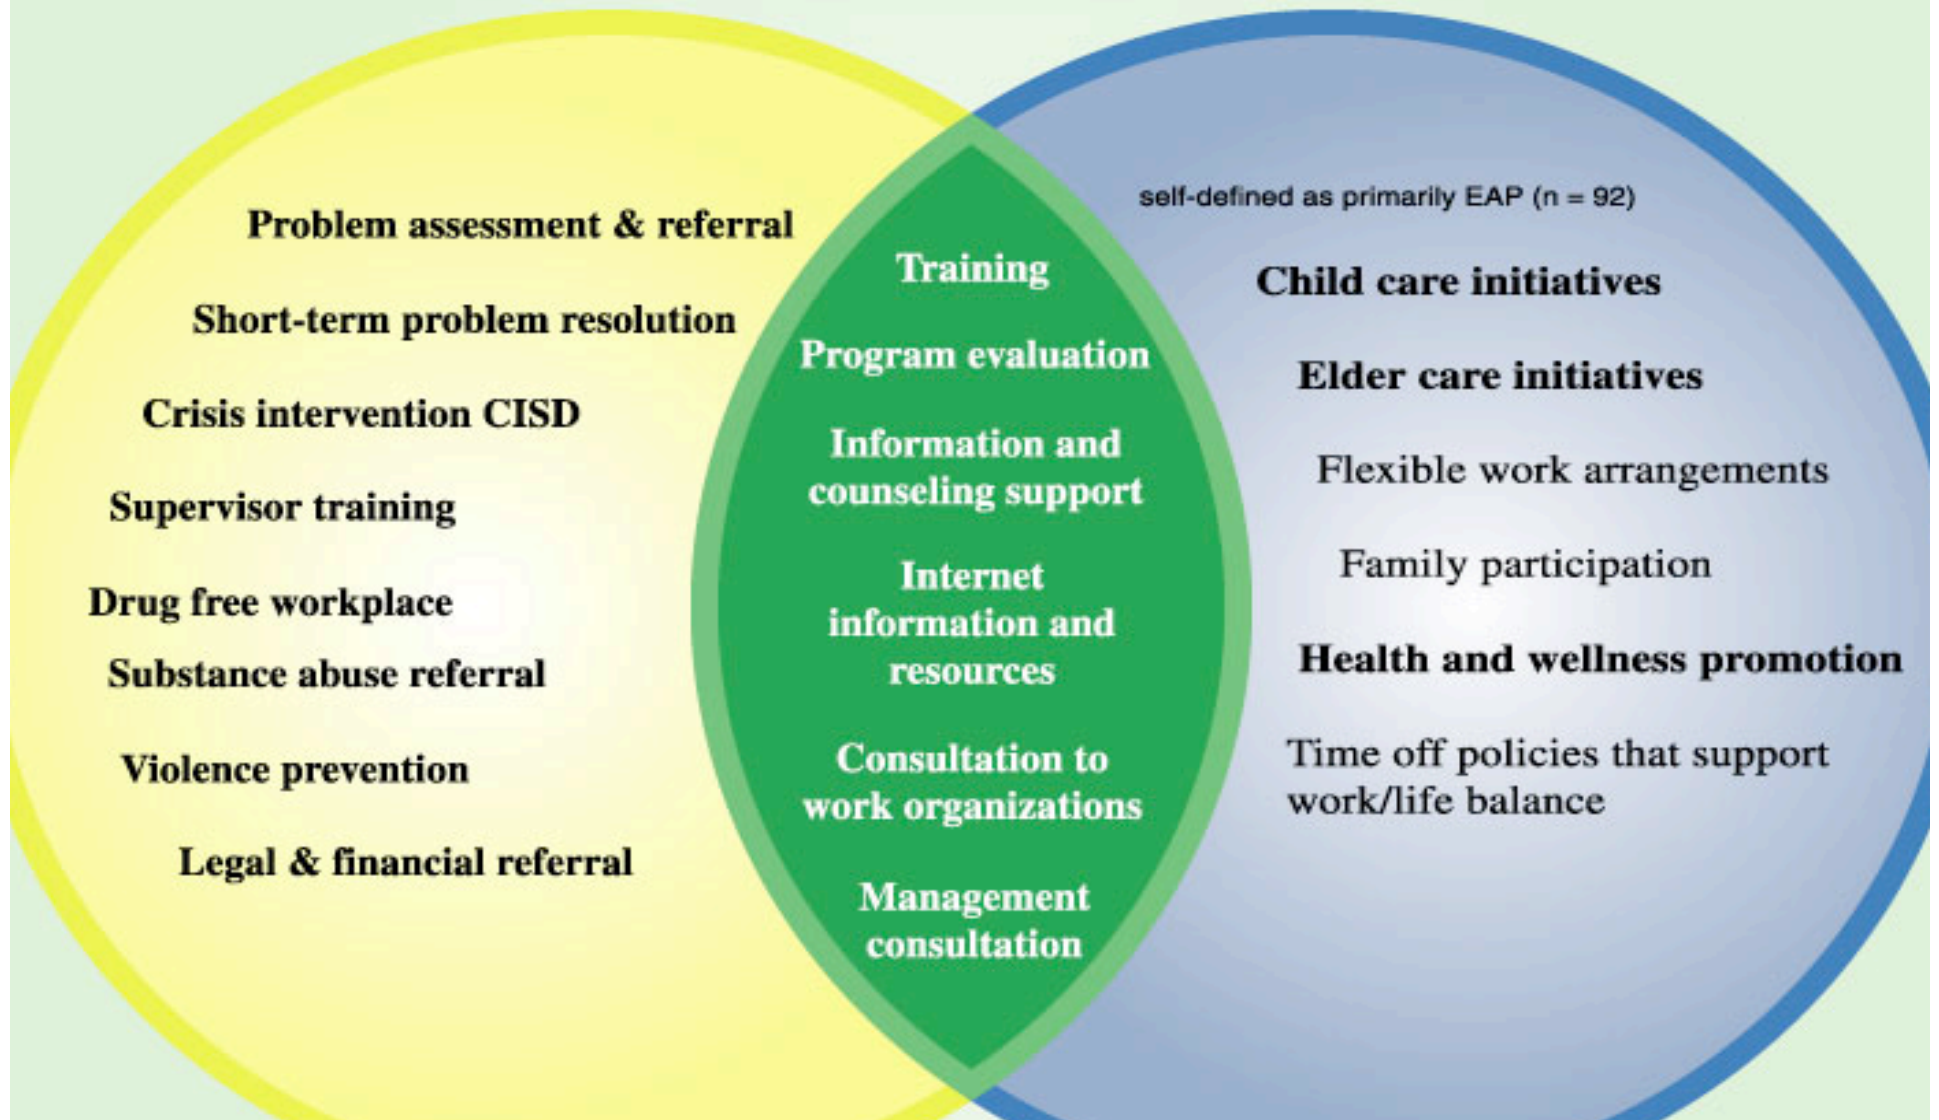 Problem assessment & referral
Short-term problem resolution
Crisis intervention CISD
Supervisor training
Drug free workplace
Substance abuse referral
Violence prevention
Legal & financial referral
Training
Program evaluation
Information and
counseling support
Internet
information and
resources
Consultation to
work organizations
Management
consultation
self-defined as primarily EAP (n = 92)
Child care initiatives
Elder care initiatives
Flexible work arrangements
Family participation
Health and wellness promotion
Time off policies that support
work/life balance